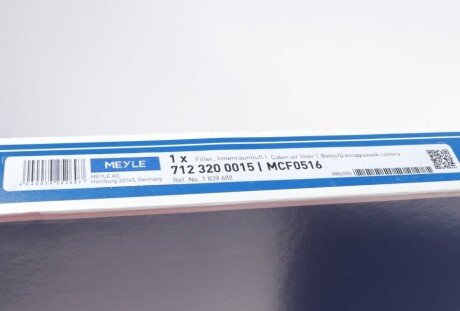 MEYLE
MEYLE AG
Hamburg 22143, Germany
1 x Filter, Innenraumluft | Cabin air filter | Фильтр воздушный салона
712 320 0015 | MCF0516
Ref. No. 1 839 688